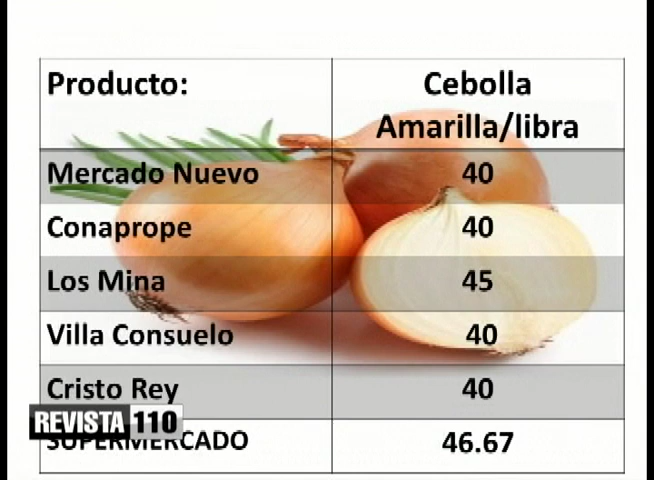 Producto: Cebolla
Amarilla/libra
Mercado Nuevo 40
Conaprope 40
Los Mina 45
Villa Consuelo 40
Cristo Rey 40
REVISTA 110
SUPERMERCADO 46.67